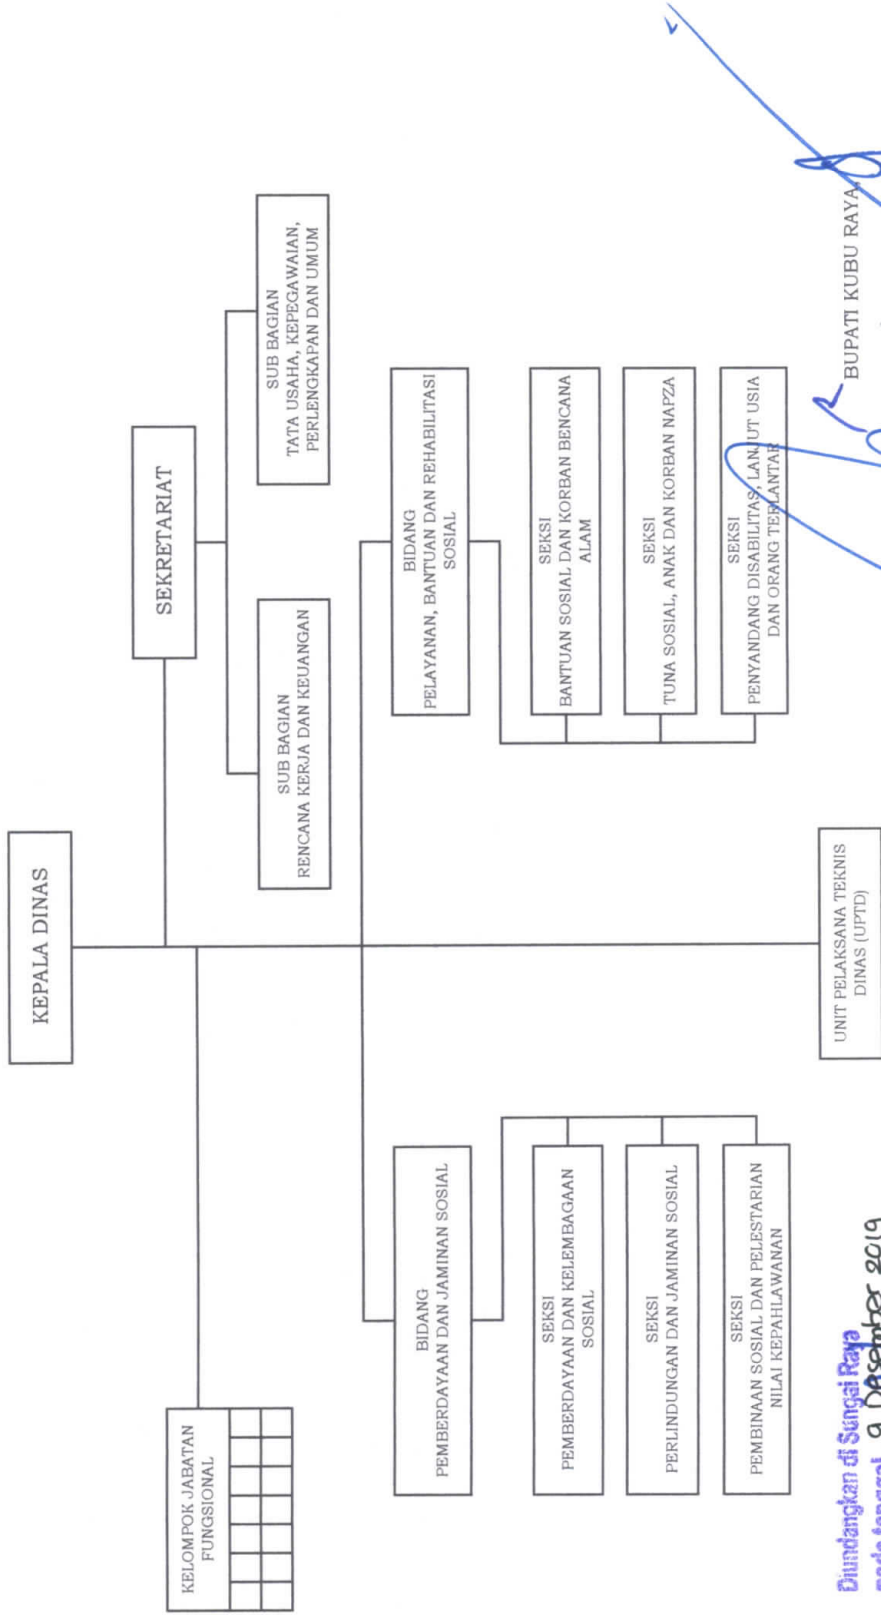 KEPALA DINAS
SEKRETARIAT
KELOMPOK JABATAN
FUNGSIONAL
SUB BAGIAN
RENCANA KERJA DAN KEUANGAN
SUB BAGIAN
TATA USAHA, KEPEGAWAIAN,
PERLENGKAPAN DAN UMUM
BIDANG
PEMBERDAYAAN DAN JAMINAN SOSIAL
SEKSI
PEMBERDAYAAN DAN KELEMBAGAAN
SOSIAL
SEKSI
PERLINDUNGAN DAN JAMINAN SOSIAL
SEKSI
PEMBINAAN SOSIAL DAN PELESTARIAN
NILAI KEPAHLAWANAN
BIDANG
PELAYANAN, BANTUAN DAN REHABILITASI
SOSIAL
SEKSI
BANTUAN SOSIAL DAN KORBAN BENCANA
ALAM
SEKSI
TUNA SOSIAL, ANAK DAN KORBAN NAPZA
SEKSI
PENYANDANG DISABILITAS, LANJUT USIA
DAN ORANG TERLANTAR
UNIT PELAKSANA TEKNIS
DINAS (UPTD)
BUPATI KUBU RAYA,
Diundangkan di Sungai Raya
pada tanggal 9 Desember 2019